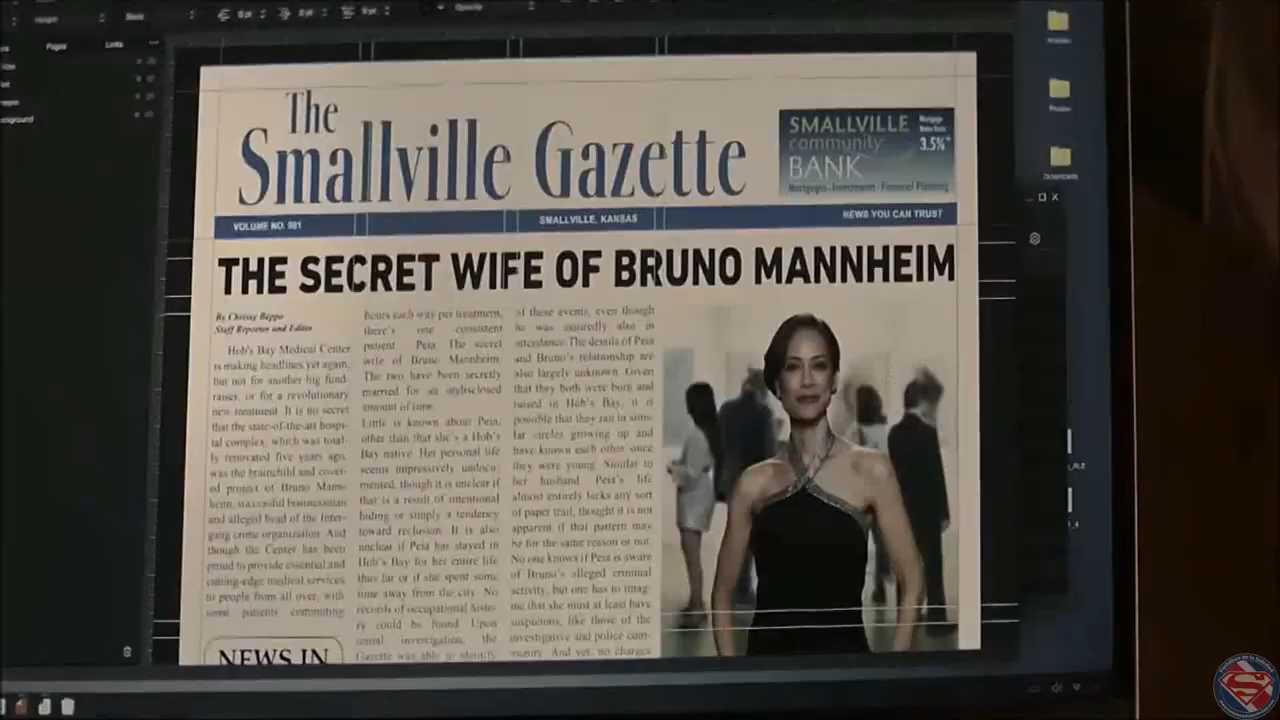 Pages
Links
The
Smallville Gazette
SMALLVILLE
community
BANK
Mortgage
3.5%*
Mortgages · Investments · Financial Planning
VOLUME NO. 981
SMALLVILLE, KANSAS
NEWS YOU CAN TRUST
THE SECRET WIFE OF BRUNO MANNHEIM
By Chrissy Beppo
Staff Reporter and Editor
Hob's Bay Medical Center
is making headlines yet again,
but not for another big fund-
raiser, or for a revolutionary
new treatment. It is no secret
that the state-of-the-art hospi-
tal complex, which was total-
ly renovated five years ago,
was the brainchild and covet-
ed project of Bruno Mann-
heim, successful businessman
and alleged head of the Inter-
gang crime organization. And
though the Center has been
proud to provide essential and
cutting-edge medical services
to people from all over, with
some patients commuting
NEWS IN
hours each way per treatment,
there's one consistent
patient Peia The secret
wife of Bruno Mannheim.
The two have been secretly
married for an undisclosed
amount of time.
Little is known about Peia,
other than that she's a Hob's
Bay native. Her personal life
seems impressively undocu-
mented, though it is unclear if
that is a result of intentional
hiding or simply a tendency
toward reclusion. It is also
unclear if Peia has stayed in
Hob's Bay for her entire life
thus far or if she spent some
time away from the city. No
records of occupational histo-
ry could be found. Upon
initial investigation, the
Gazette was able to identify
of these events, even though
he was assuredly also in
attendance. The details of Peia
and Bruno's relationship are
also largely unknown. Given
that they both were born and
raised in Hob's Bay, it is
possible that they ran in simi-
lar circles growing up and
have known each other since
they were young. Similar to
her husband, Peia's life
almost entirely lacks any sort
of paper trail, thought it is not
apparent if that pattern may
be for the same reason or not.
No one knows if Peia is aware
of Bruno's alleged criminal
activity, but one has to imag-
ine that she must at least have
suspicions, like those of the
investigative and police com-
munity. And yet, no charges
Downloads